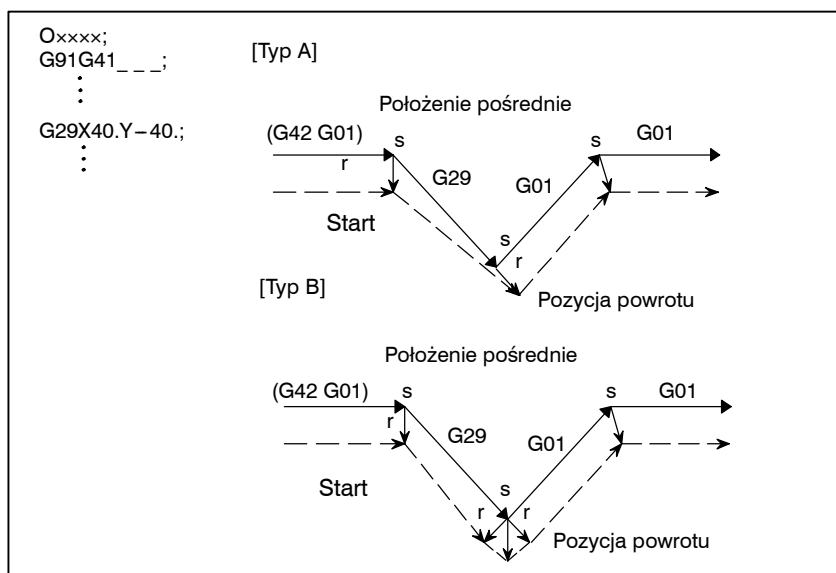 O××××;
G91G41_ _ _;
G29X40.Y−40.;
[Typ A]
Położenie pośrednie
(G42 G01)
s
s
G01
r
G29
G01
Start
s
r
Pozycja powrotu
[Typ B]
Położenie pośrednie
(G42 G01)
s
s
G01
r
G29
G01
Start
s
r
r
Pozycja powrotu